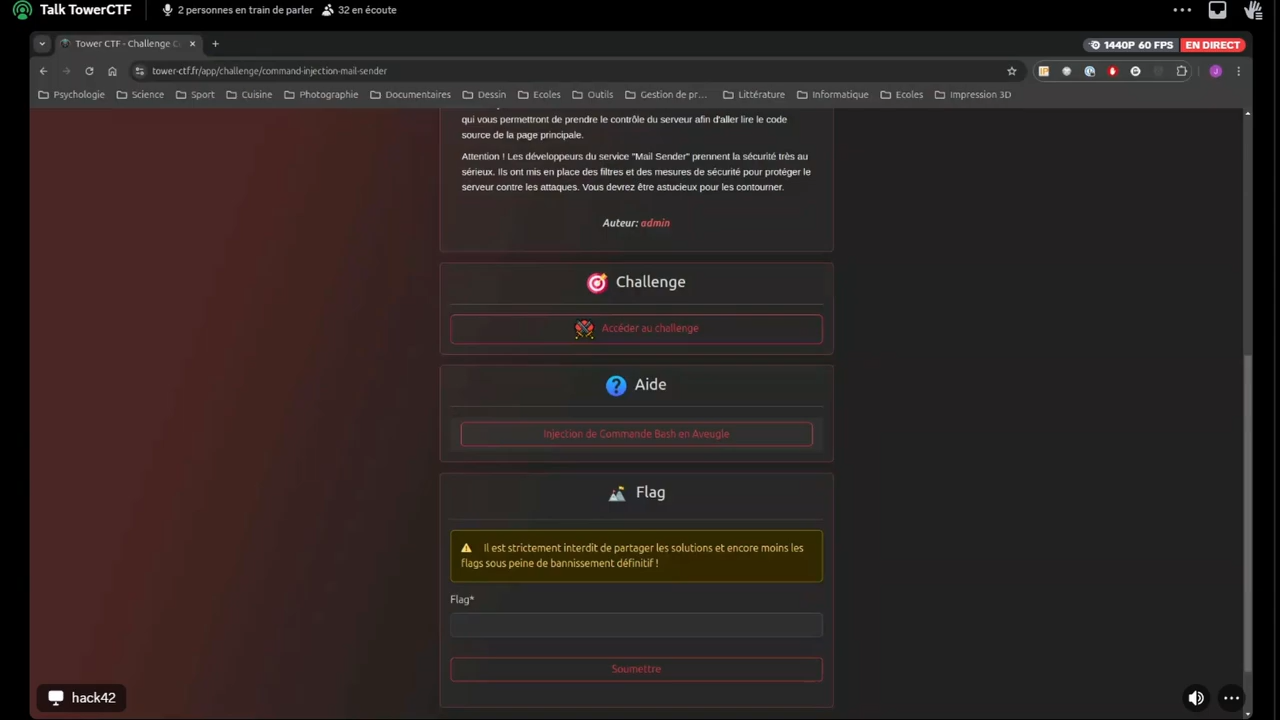 Talk TowerCTF
2 personnes en train de parler
32 en écoute
Tower CTF - Challenge
1440P 60 FPS
EN DIRECT
tower-ctf.fr/app/challenge/command-injection-mail-sender
Psychologie
Science
Sport
Cuisine
Photographie
Documentaires
Dessin
Ecoles
Outils
Gestion de pr…
Littérature
Informatique
Ecoles
Impression 3D
qui vous permettront de prendre le contrôle du serveur afin d'aller lire le code
source de la page principale.
Attention ! Les développeurs du service "Mail Sender" prennent la sécurité très au
sérieux. Ils ont mis en place des filtres et des mesures de sécurité pour protéger le
serveur contre les attaques. Vous devrez être astucieux pour les contourner.
Auteur: admin
Challenge
Accéder au challenge
Aide
Injection de Commande Bash en Aveugle
Flag
Il est strictement interdit de partager les solutions et encore moins les
flags sous peine de bannissement définitif !
Flag*
Soumettre
hack42